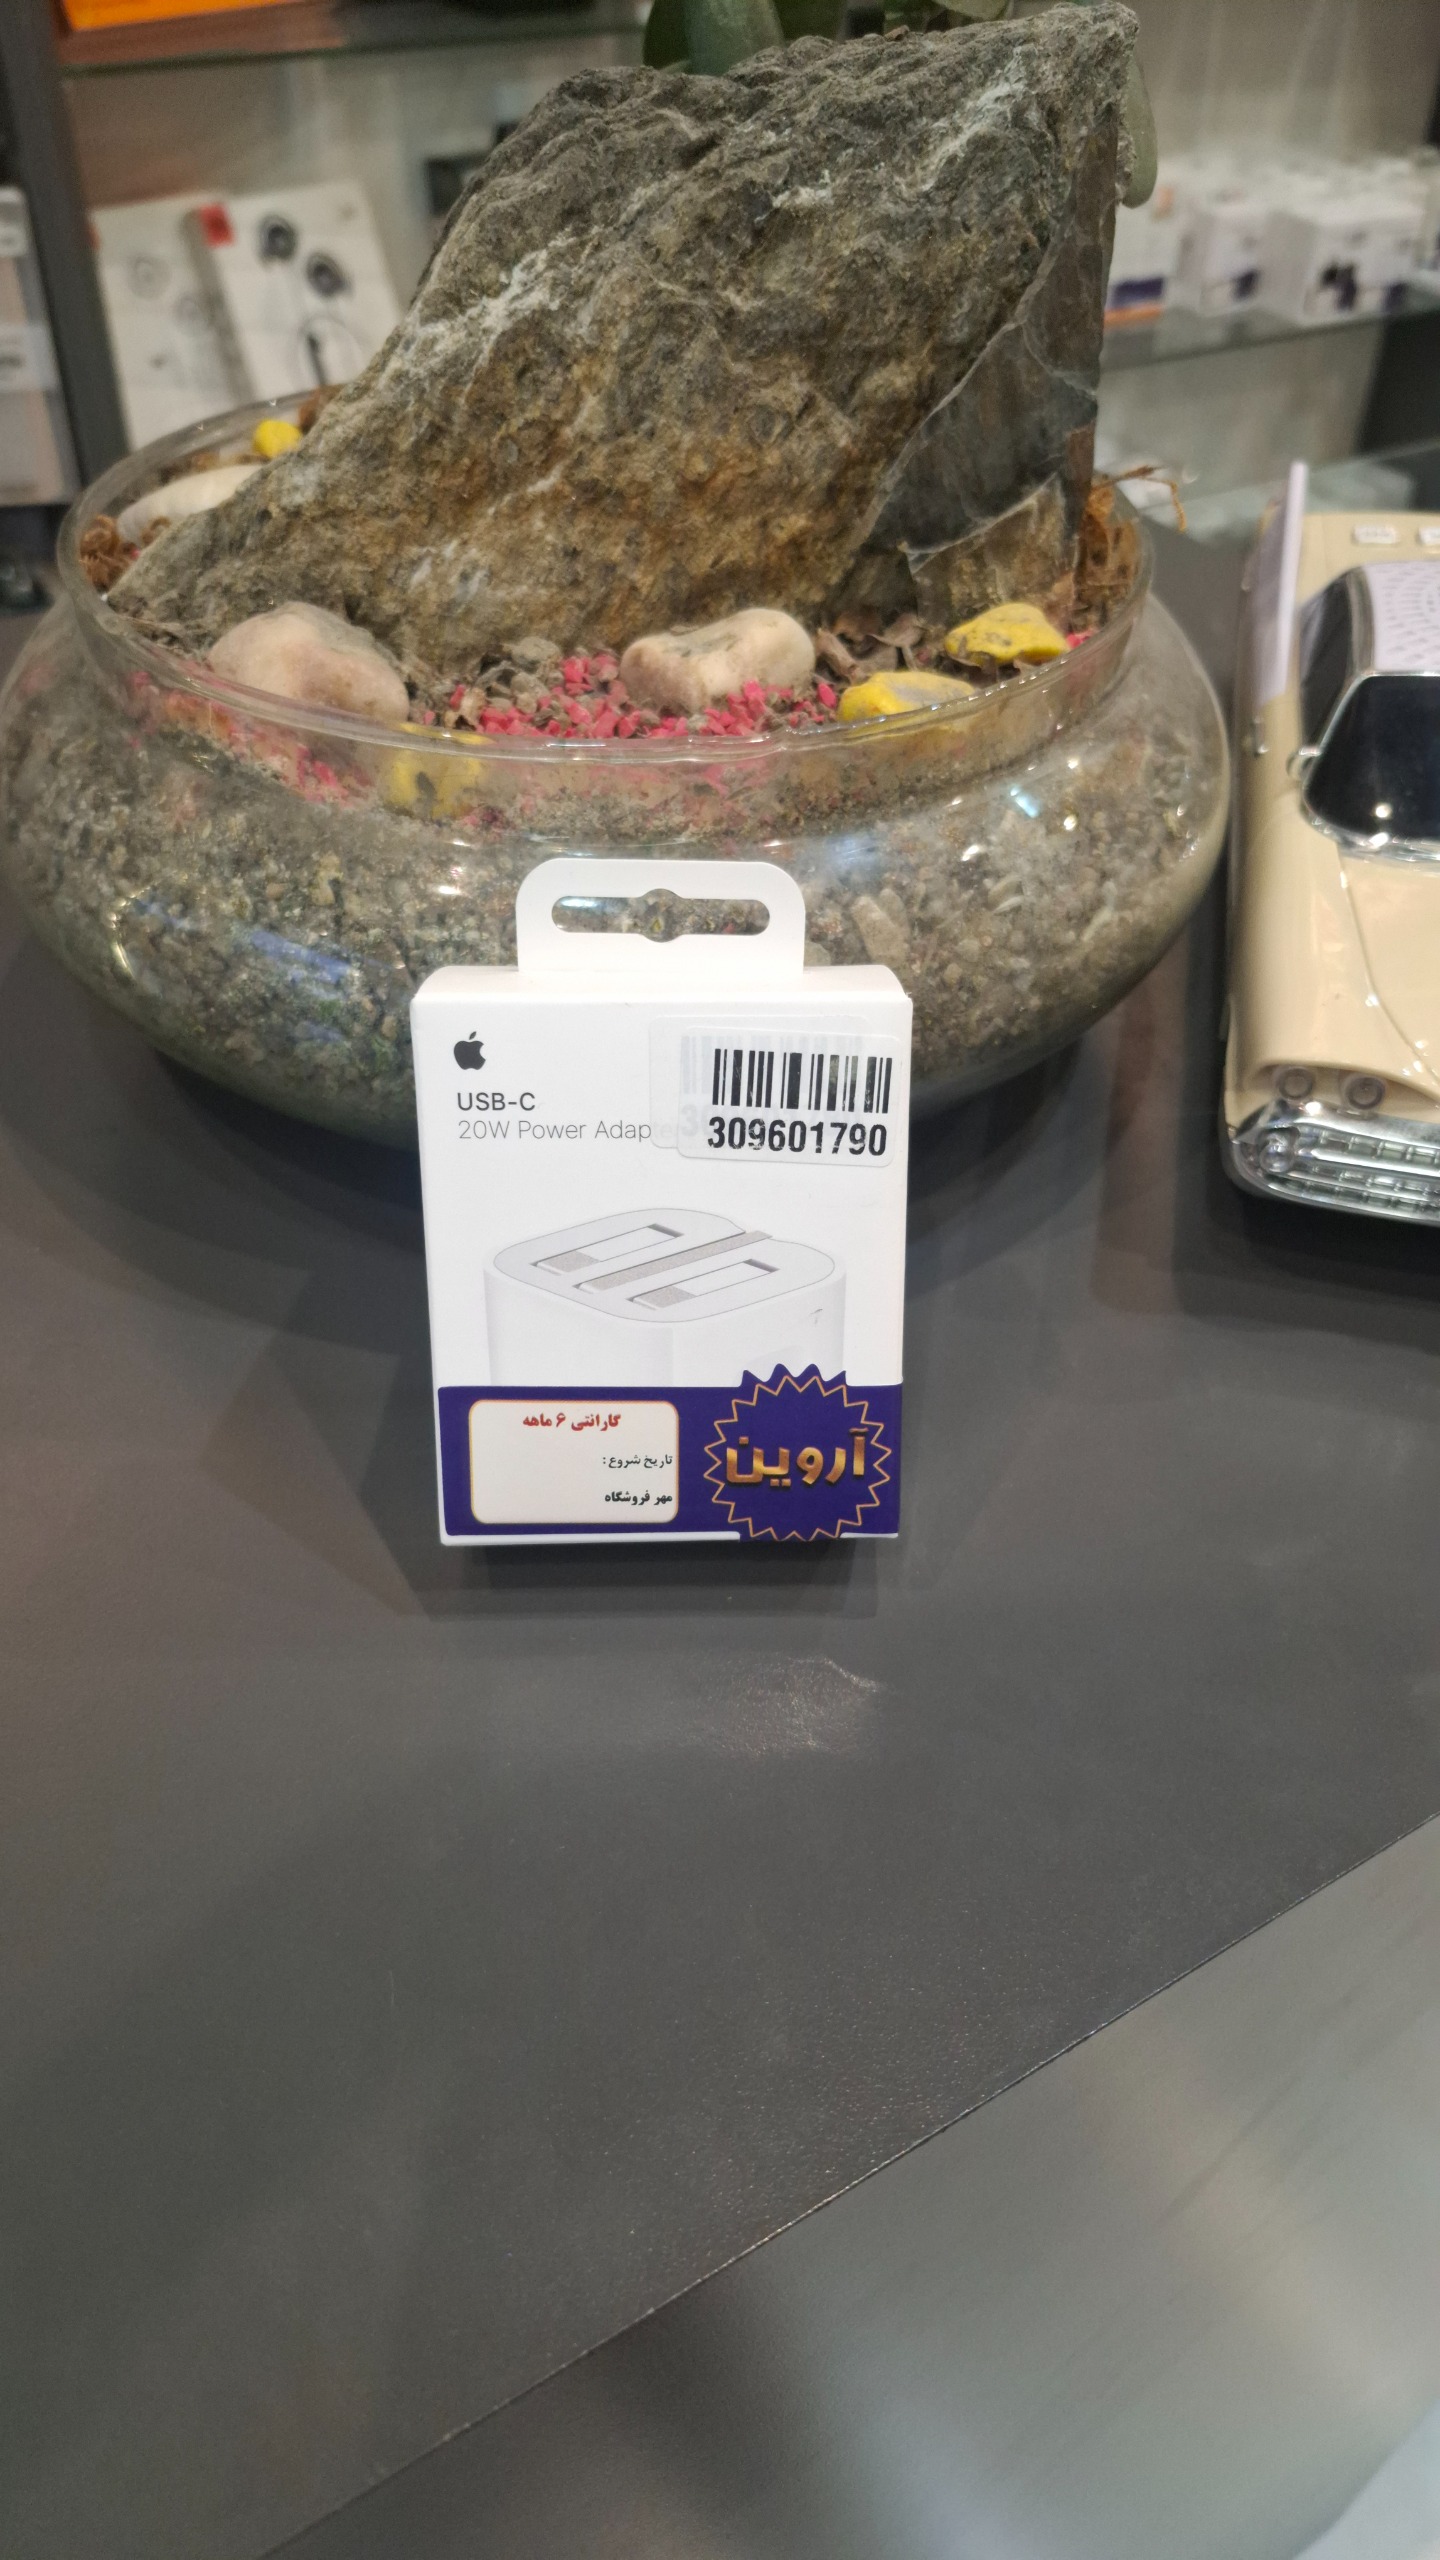 USB-C
20W Power Adap
309601790
گارانتی ۶ ماهه
تاریخ شروع:
مهر فروشگاه
آروین